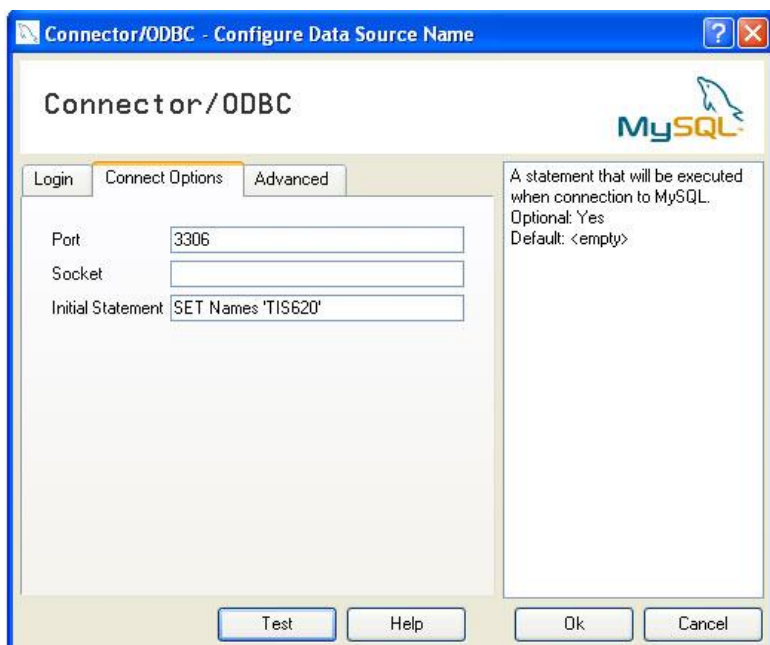 Connector/ODBC - Configure Data Source Name
Connector/ODBC
MySQL
Login Connect Options Advanced
Port 3306
Socket
Initial Statement SET Names 'TIS620'
A statement that will be executed
when connection to MySQL.
Optional: Yes
Default: <empty>
Test Help Ok Cancel